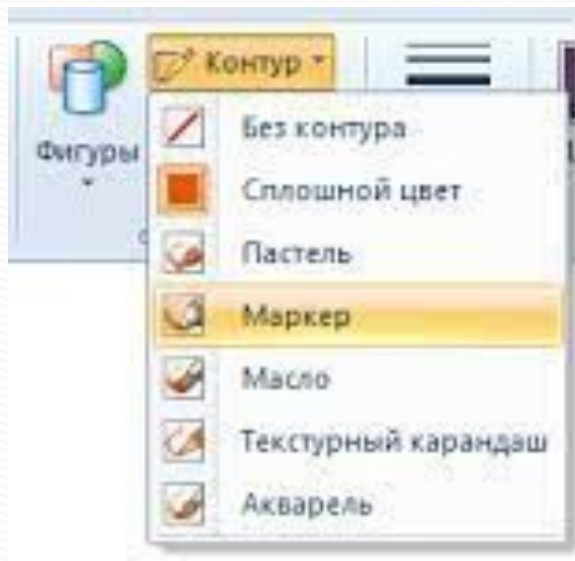 Контур
Фигуры
Без контура
Сплошной цвет
Пастель
Маркер
Масло
Текстурный карандаш
Акварель